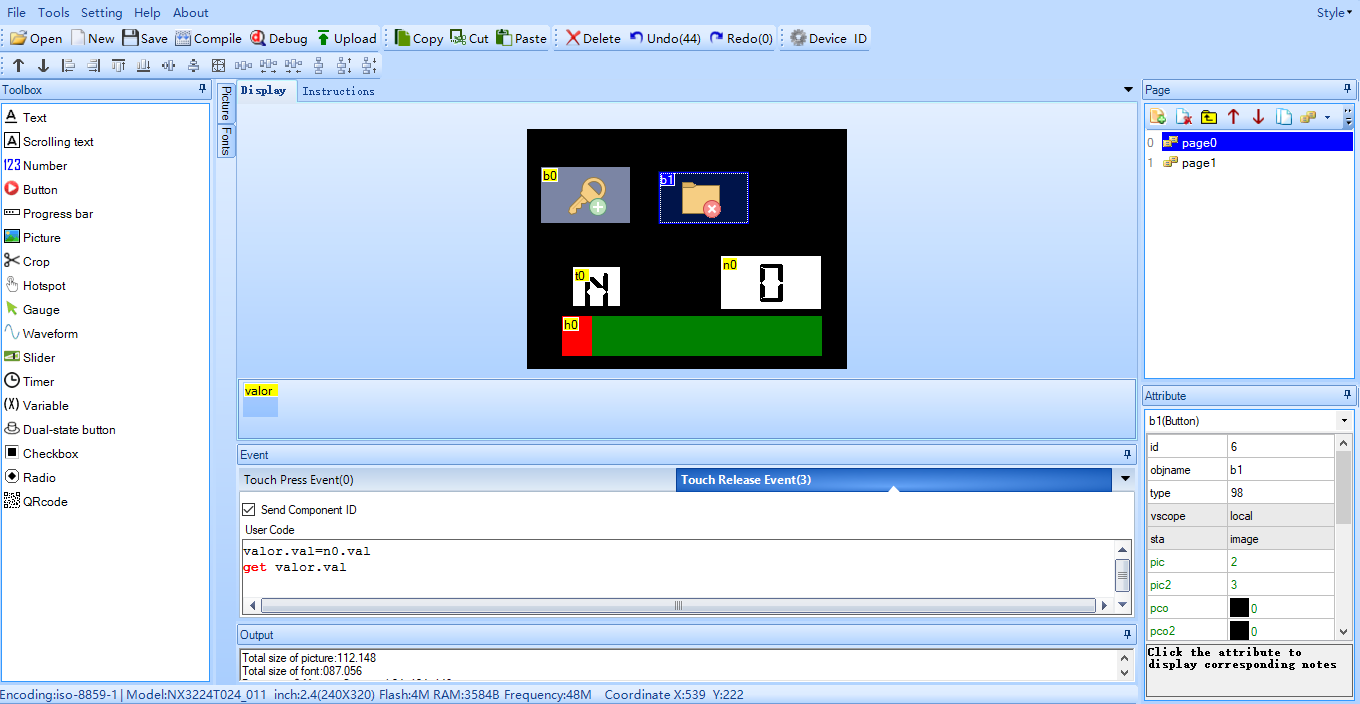 File Tools Setting Help About Style
Open New Save Compile Debug Upload Copy Cut Paste Delete Undo(44) Redo(0) Device ID
Toolbox
Text
Scrolling text
Number
Button
Progress bar
Picture
Crop
Hotspot
Gauge
Waveform
Slider
Timer
Variable
Dual-state button
Checkbox
Radio
QRcode
Picture
Fonts
Display Instructions
b0
b1
t0
N
n0
0
h0
valor
Event
Touch Press Event(0) Touch Release Event(3)
Send Component ID
User Code
valor.val=n0.val
get valor.val
Output
Total size of picture:112.148
Total size of font:087.056
Page
0 page0
1 page1
Attribute
b1(Button)
id 6
objname b1
type 98
vscope local
sta image
pic 2
pic2 3
pco 0
pco2 0
Click the attribute to
display corresponding notes
Encoding:iso-8859-1 Model:NX3224T024_011 inch:2.4(240X320) Flash:4M RAM:3584B Frequency:48M Coordinate X:539 Y:222